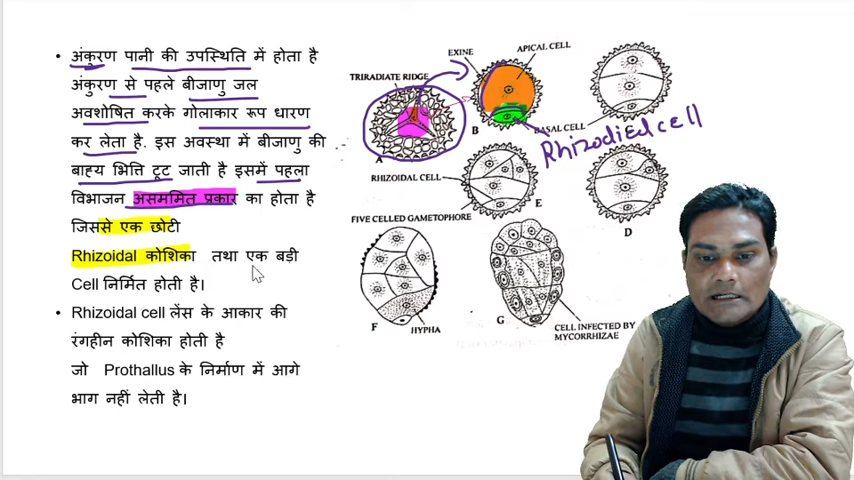 • अंकुरण पानी की उपस्थिति में होता है
अंकुरण से पहले बीजाणु जल
अवशोषित करके गोलाकार रूप धारण
कर लेता है. इस अवस्था में बीजाणु की
बाह्य भित्ति टूट जाती है इसमें पहला
विभाजन असममित प्रकार का होता है
जिससे एक छोटी
Rhizoidal कोशिका तथा एक बड़ी
Cell निर्मित होती है।
• Rhizoidal cell लेंस के आकार की
रंगहीन कोशिका होती है
जो Prothallus के निर्माण में आगे
भाग नहीं लेती है।
EXINE
APICAL CELL
TRIRADIATE RIDGE
A
B
BASAL CELL
Rhizodied cell
RHIZOIDAL CELL
E
D
FIVE CELLED GAMETOPHORE
F
HYPHA
G
CELL INFECTED BY
MYCORRHIZAE